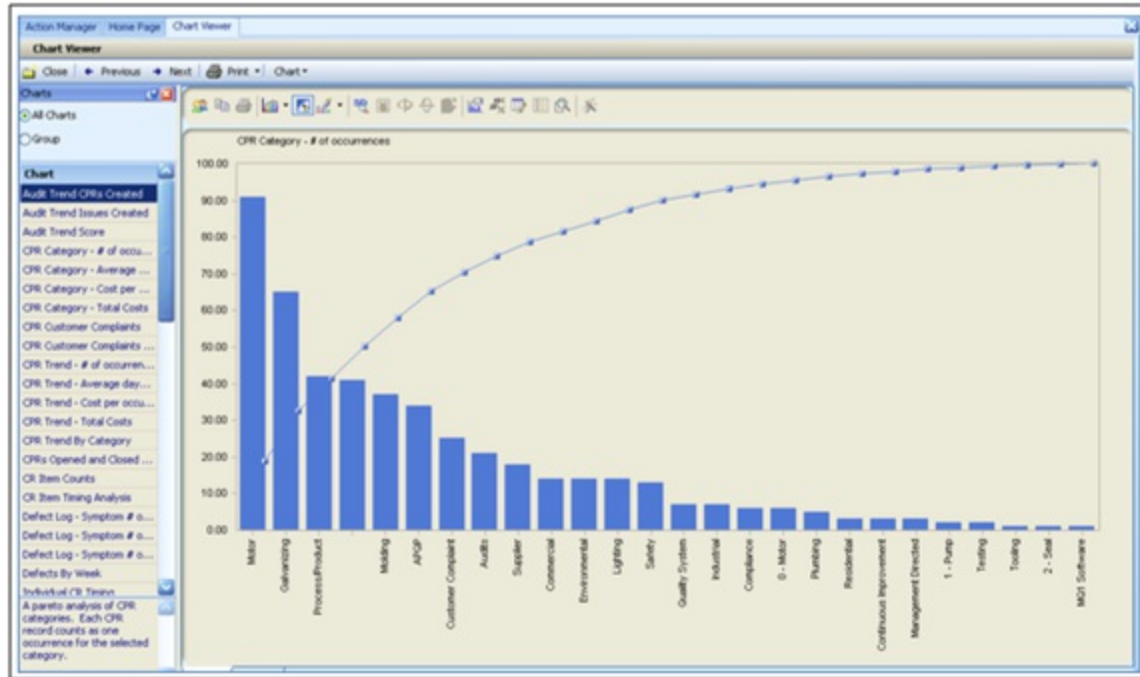 Action Manager Home Page Chart Viewer
Chart Viewer
Close Previous Next Print Chart
Charts
All Charts
Group
Chart
Audit Trend CPRs Created
Audit Trend Issues Created
Audit Trend Score
CPR Category - # of occu...
CPR Category - Average ...
CPR Category - Cost per ...
CPR Category - Total Costs
CPR Customer Complaints
CPR Customer Complaints ...
CPR Trend - # of occurren...
CPR Trend - Average day...
CPR Trend - Cost per occu...
CPR Trend - Total Costs
CPR Trend By Category
CPRs Opened and Closed ...
CR Item Counts
CR Item Timing Analysis
Defect Log - Symptom # o...
Defect Log - Symptom # o...
Defect Log - Symptom # o...
Defects By Week
Individual CR Timing
A pareto analysis of CPR
categories. Each CPR
record counts as one
occurrence for the selected
category.
CPR Category - # of occurrences
100.00
90.00
80.00
70.00
60.00
50.00
40.00
30.00
20.00
10.00
0.00
Motor
Galvanizing
Process/Product
Molding
APQP
Customer Complaint
Audits
Supplier
Commercial
Environmental
Lighting
Safety
Quality System
Industrial
Compliance
0 - Motor
Plumbing
Residential
Continuous Improvement
Management Directed
1 - Pump
Testing
Tooling
2 - Seal
MQ1 Software